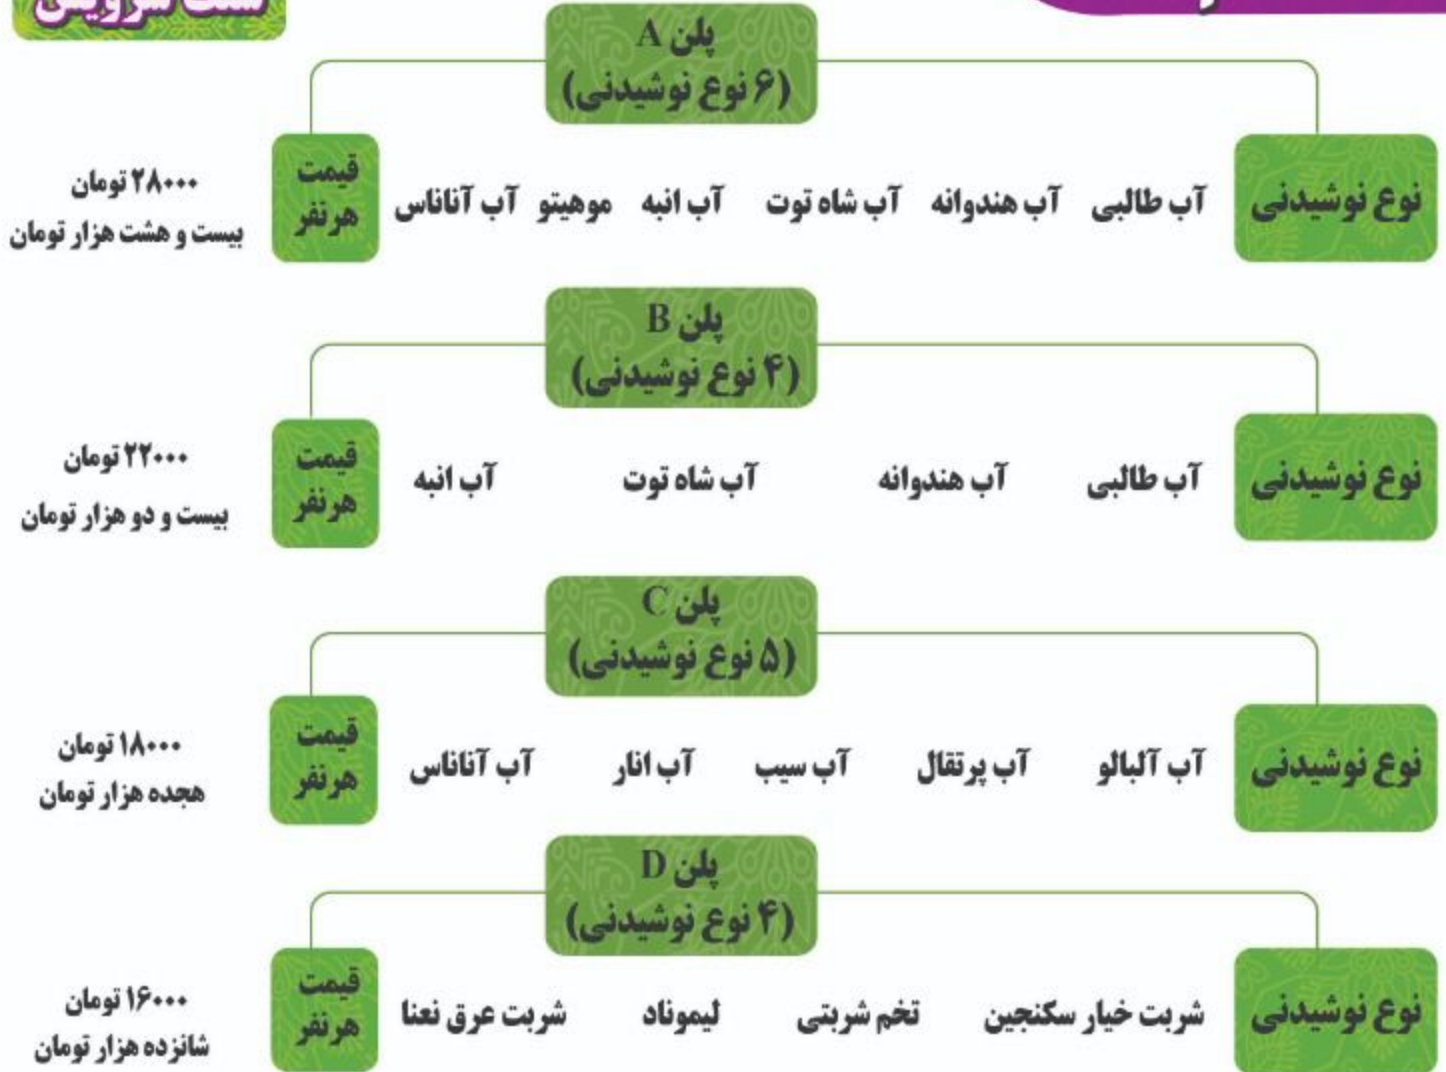 سلف سرویس
پلن A
(۶ نوع نوشیدنی)
نوع نوشیدنی
آب طالبی آب هندوانه آب شاه توت آب انبه موهیتو آب آناناس
قیمت
هرنفر
۲۸۰۰۰ تومان
بیست و هشت هزار تومان
پلن B
(۴ نوع نوشیدنی)
نوع نوشیدنی
آب طالبی آب هندوانه آب شاه توت آب انبه
قیمت
هرنفر
۲۲۰۰۰ تومان
بیست و دو هزار تومان
پلن C
(۵ نوع نوشیدنی)
نوع نوشیدنی
آب آلبالو آب پرتقال آب سیب آب انار آب آناناس
قیمت
هرنفر
۱۸۰۰۰ تومان
هجده هزار تومان
پلن D
(۴ نوع نوشیدنی)
نوع نوشیدنی
شربت خیار سکنجبین تخم شربتی لیموناد شربت عرق نعنا
قیمت
هرنفر
۱۶۰۰۰ تومان
شانزده هزار تومان